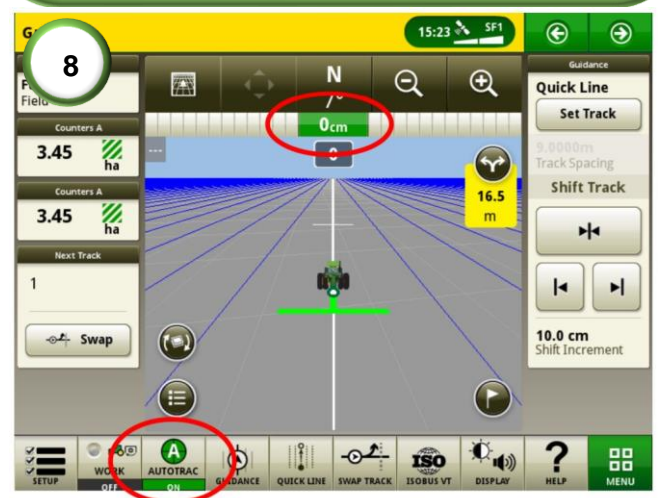 15:23 SF1
8
Field
Counters A
3.45 ha
Counters A
3.45 ha
Next Track
1
Swap
N
0cm
0
---
16.5
m
Guidance
Quick Line
Set Track
9.0000m
Track Spacing
Shift Track
10.0 cm
Shift Increment
SETUP
WORK
OFF
A
AUTOTRAC
ON
GUIDANCE
QUICK LINE
SWAP TRACK
ISO
ISOBUS VT
DISPLAY
?
HELP
MENU